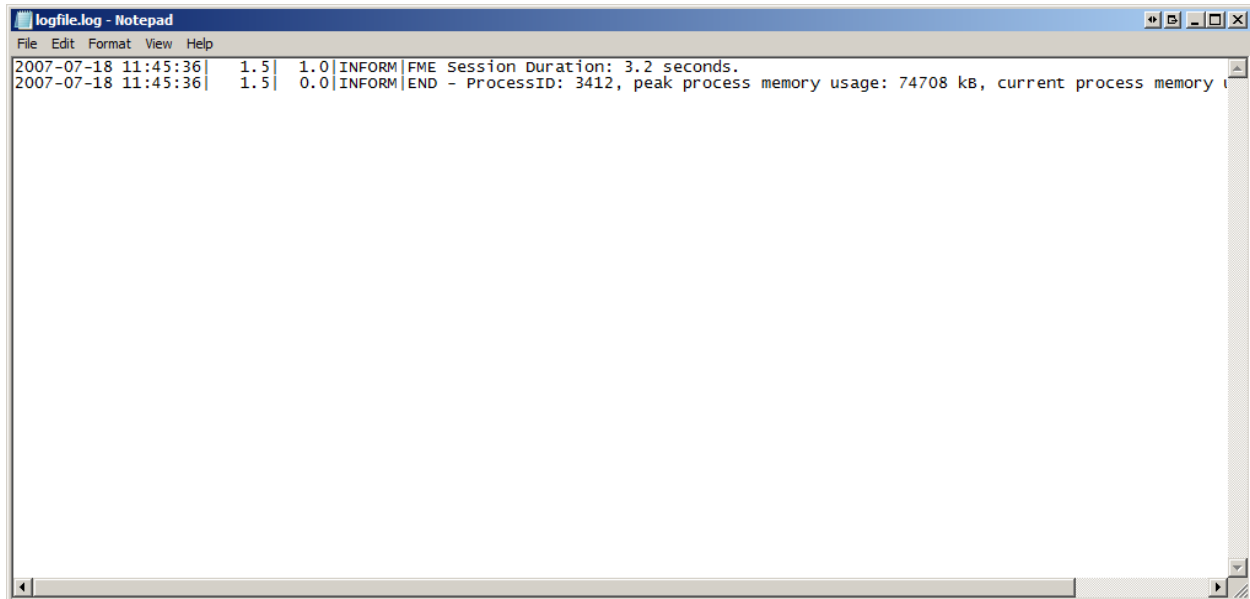 logfile.log - Notepad
File Edit Format View Help
2007-07-18 11:45:36|   1.5|  1.0|INFORM|FME Session Duration: 3.2 seconds.
2007-07-18 11:45:36|   1.5|  0.0|INFORM|END - ProcessID: 3412, peak process memory usage: 74708 kB, current process memory